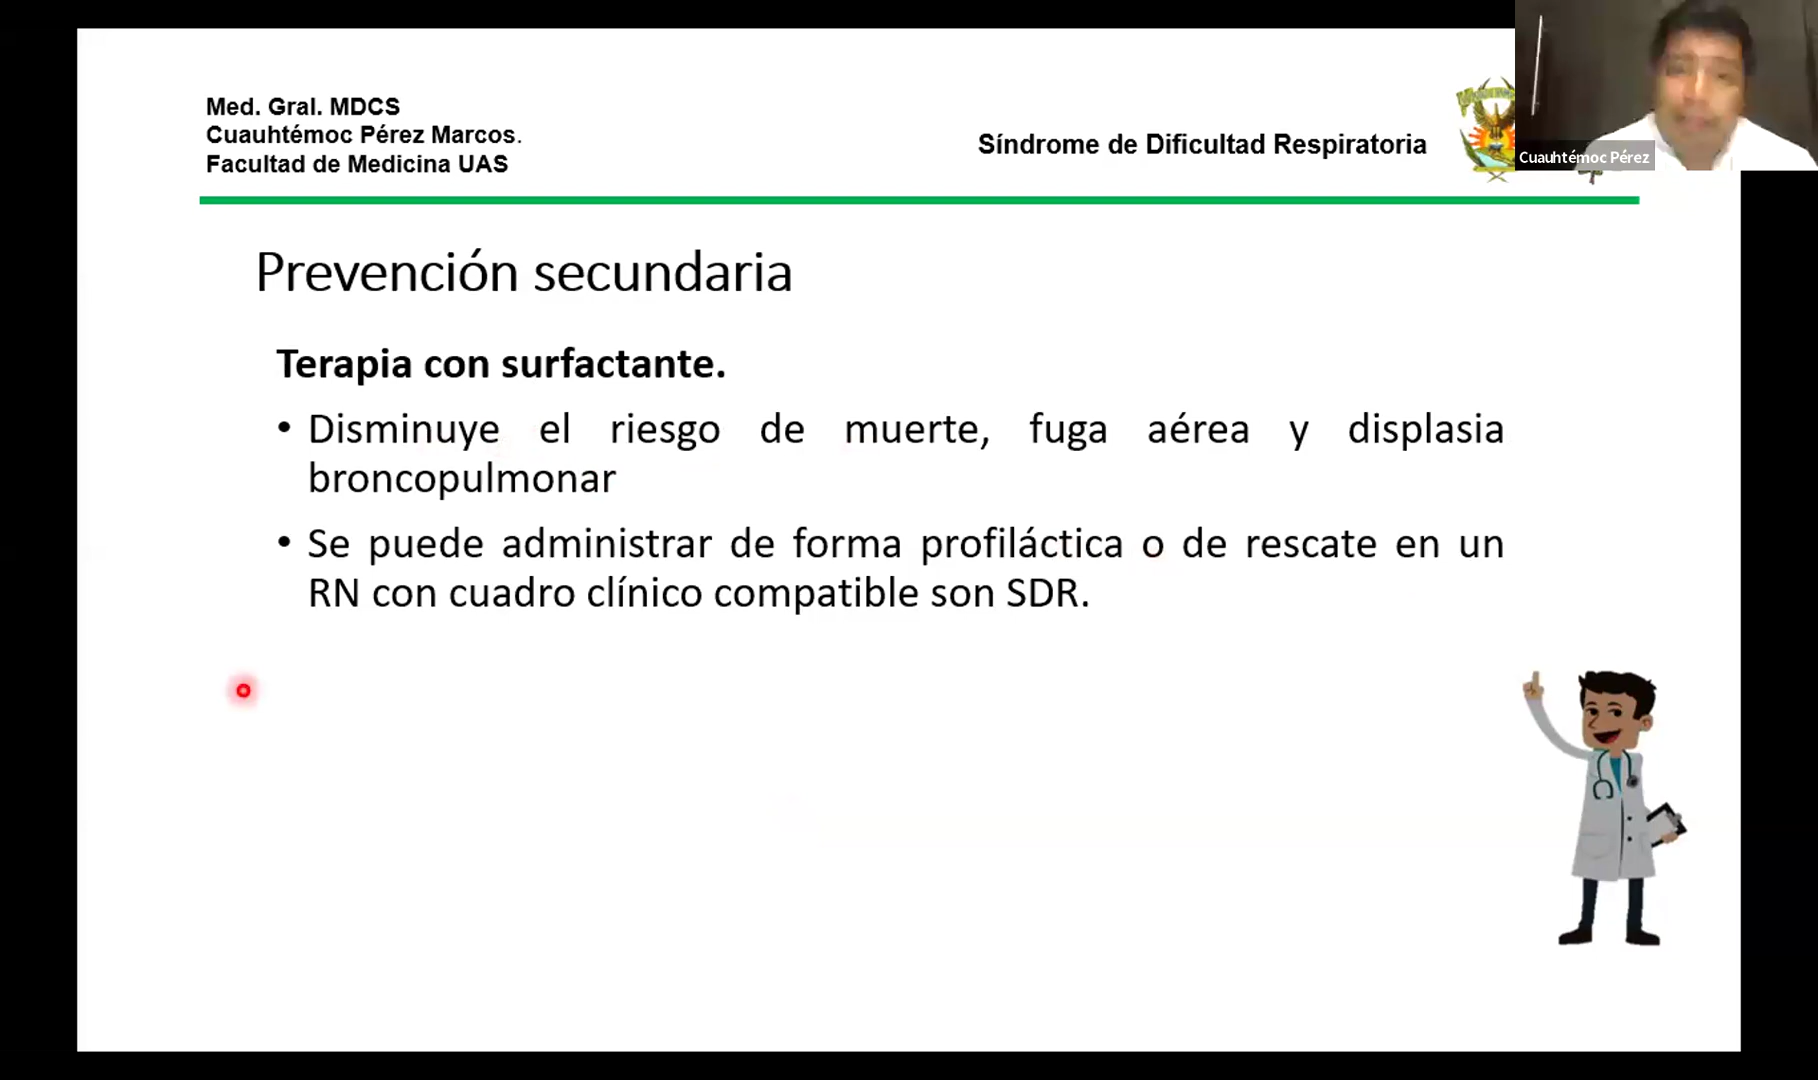 Med. Gral. MDCS
Cuauhtémoc Pérez Marcos.
Facultad de Medicina UAS
Síndrome de Dificultad Respiratoria
Cuauhtémoc Pérez
Prevención secundaria
Terapia con surfactante.
• Disminuye el riesgo de muerte, fuga aérea y displasia
broncopulmonar
• Se puede administrar de forma profiláctica o de rescate en un
RN con cuadro clínico compatible son SDR.